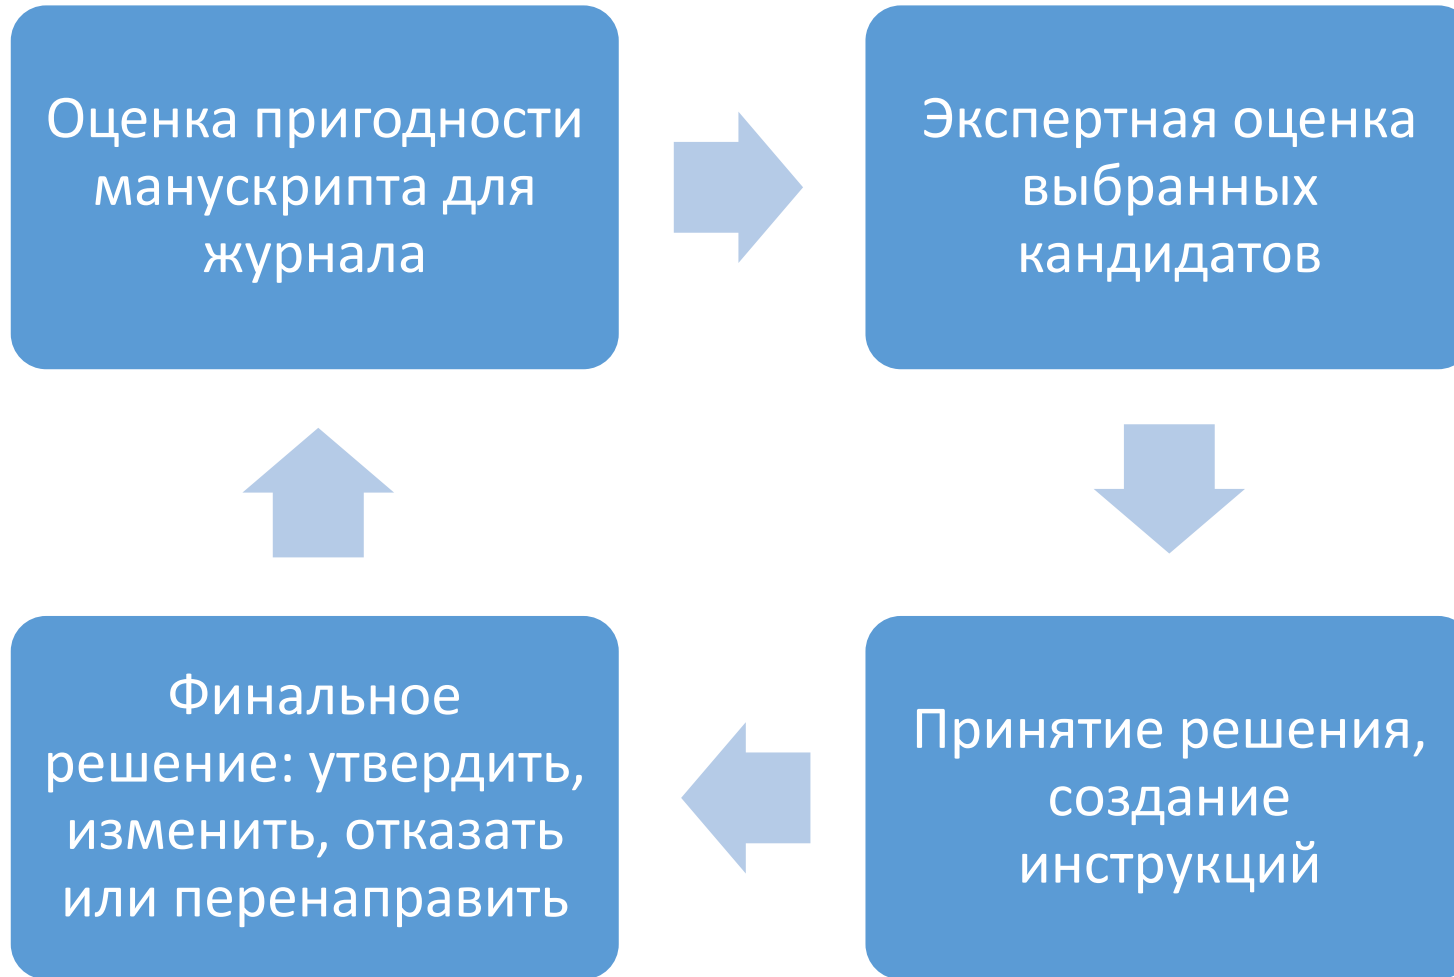 Оценка пригодности
манускрипта для
журнала
Экспертная оценка
выбранных
кандидатов
Принятие решения,
создание
инструкций
Финальное
решение: утвердить,
изменить, отказать
или перенаправить